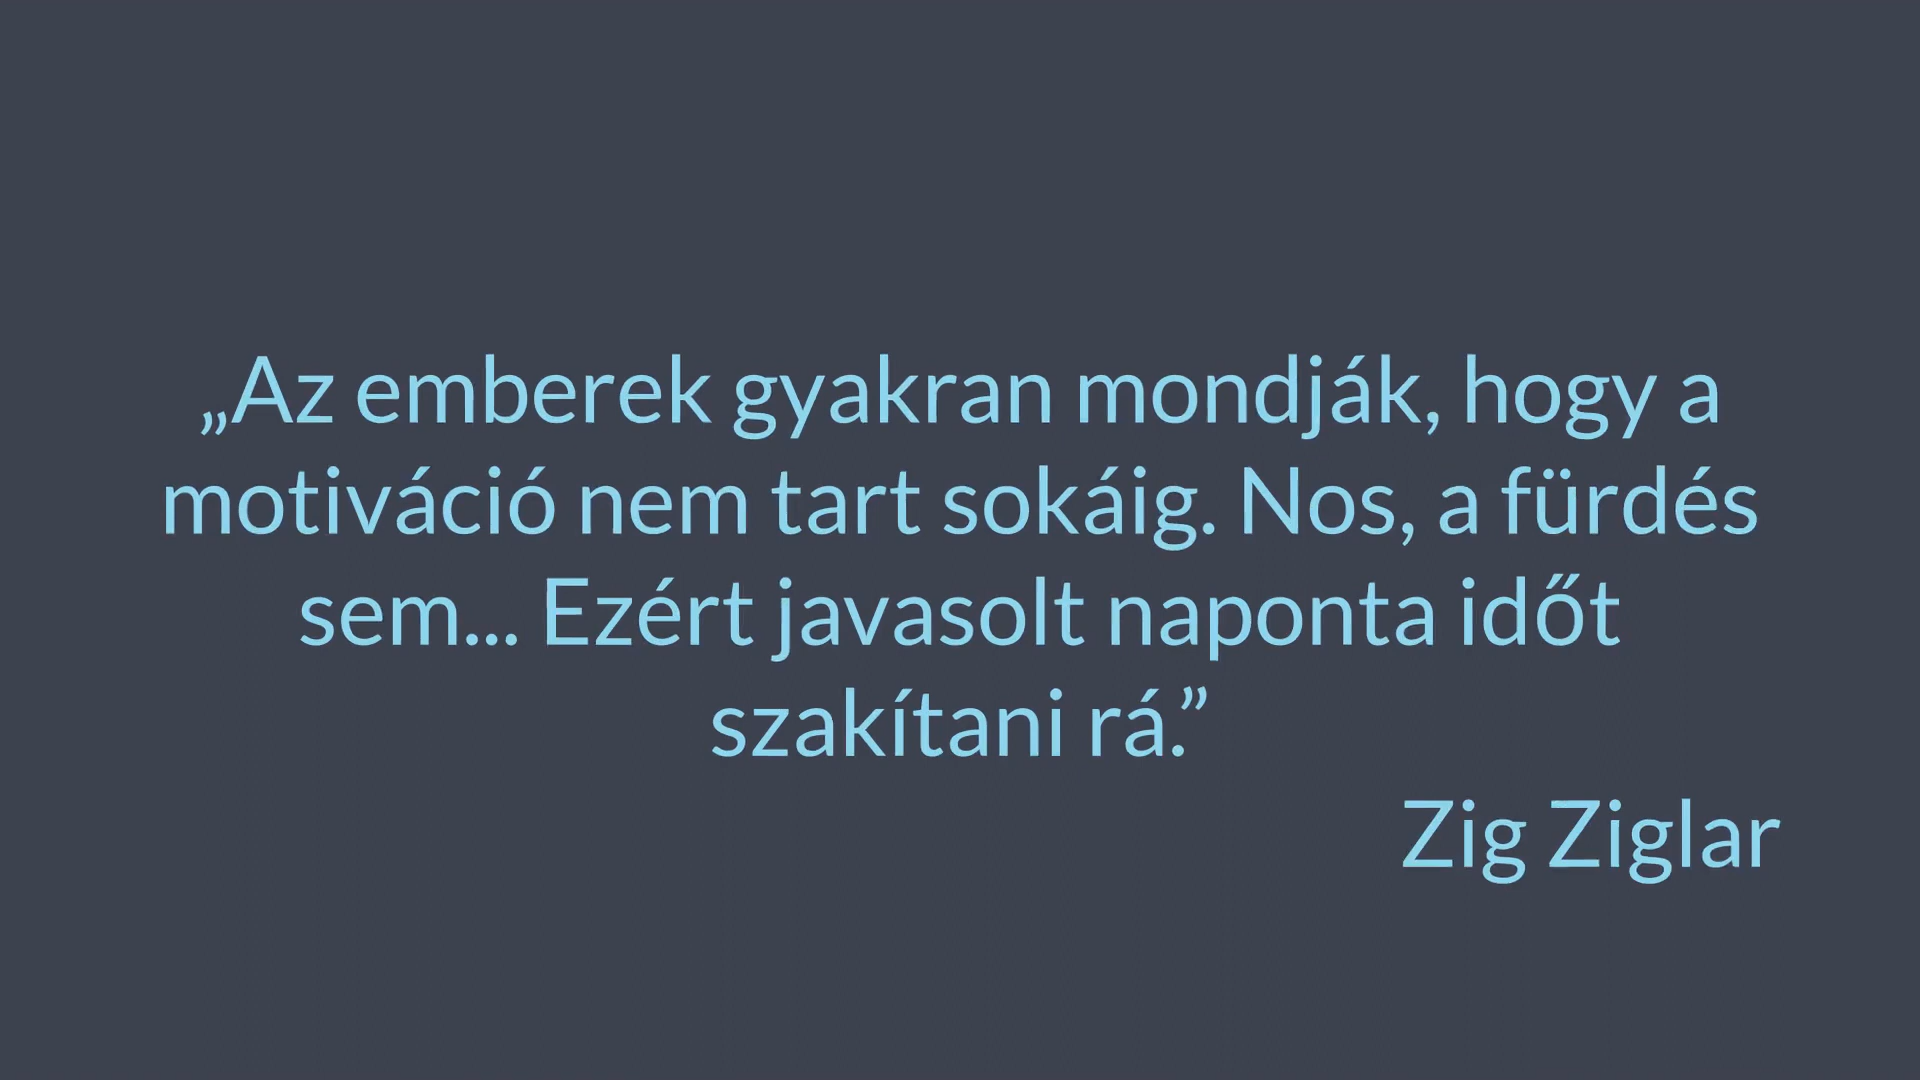 „Az emberek gyakran mondják, hogy a
motiváció nem tart sokáig. Nos, a fürdés
sem... Ezért javasolt naponta időt
szakítani rá.”
Zig Ziglar